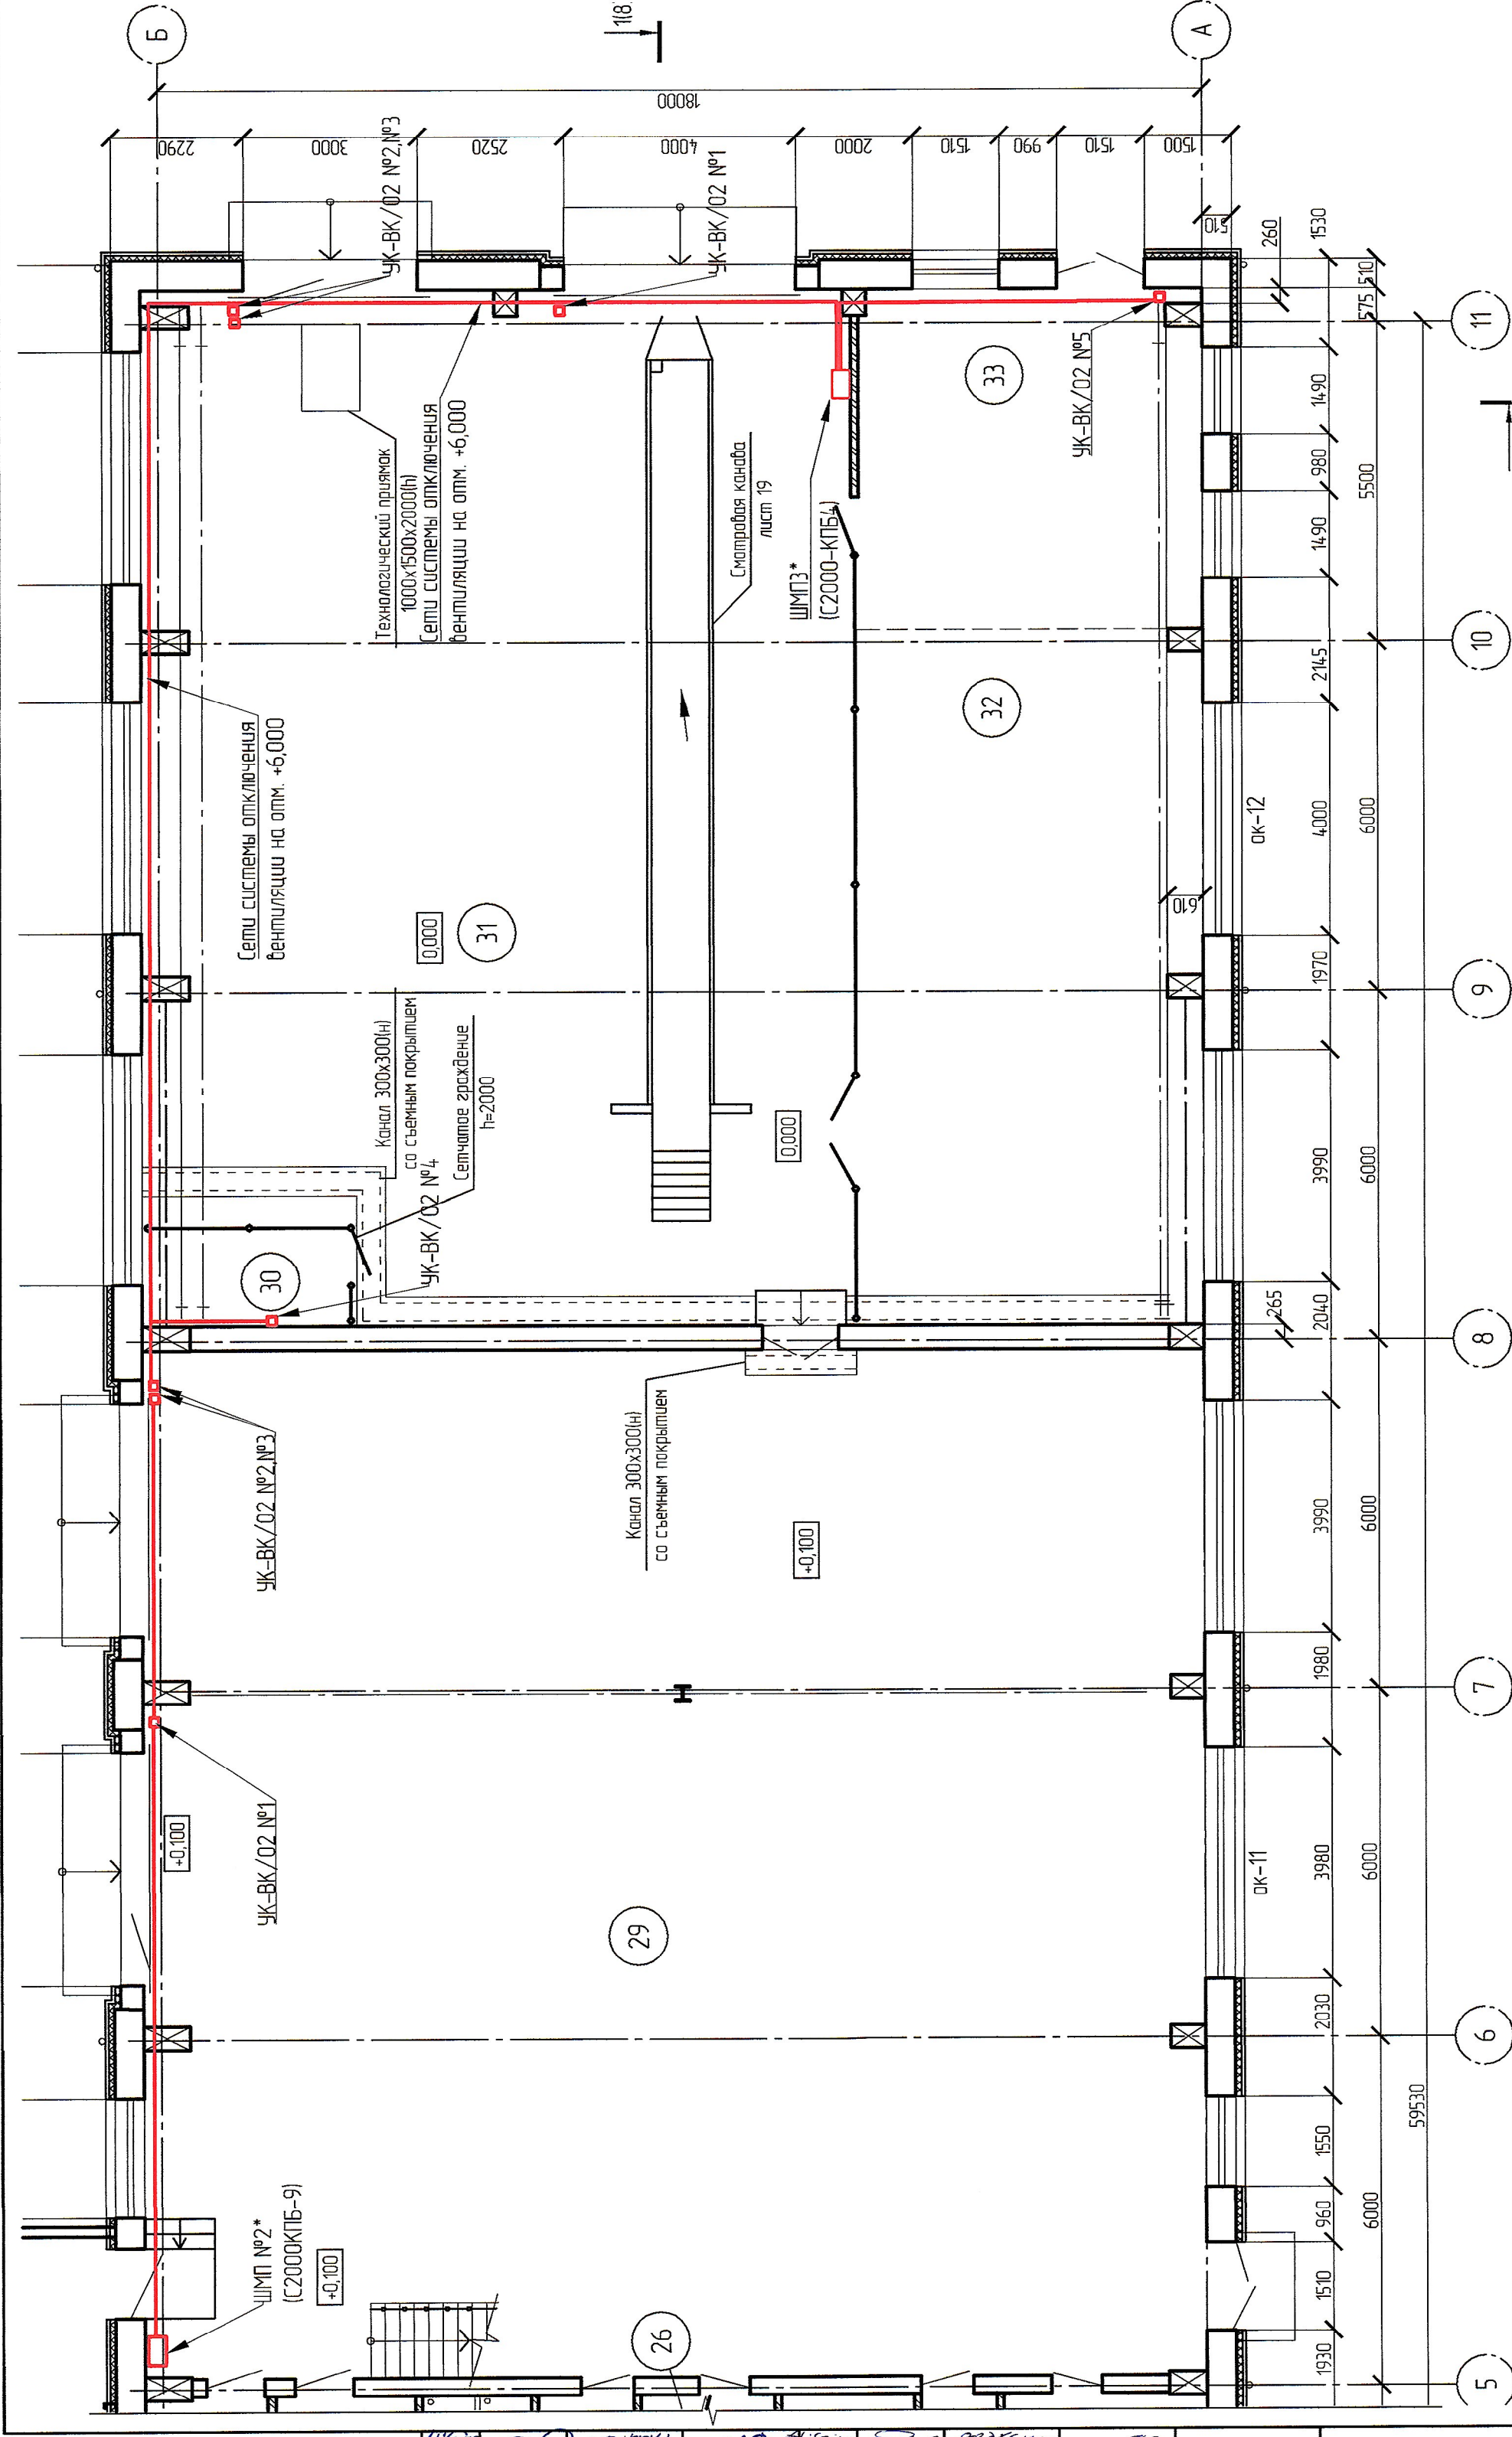 Б
А
1(8
18000
2290
3000
2520
4000
2000
1510
990
1510
1500
510
260
1530
510
575
УК-ВК/02 №2,№3
УК-ВК/02 №1
УК-ВК/02 №5
Технологический приямок
1000х1500х2000(h)
Сети системы отключения
вентиляции на отм. +6,000
Смотровая канава
лист 19
ШМП3*
(С2000-КПБ4)
33
32
11
1490
980
1490
5500
10
2145
4000
6000
ок-12
610
Сети системы отключения
вентиляции на отм. +6,000
0,000
31
Канал 300х300(н)
со съемным покрытием
Сетчатое граждение
h=2000
УК-ВК/02 №4
30
0,000
1970
9
3990
6000
265
2040
8
УК-ВК/02 №2,№3
Канал 300х300(н)
со съемным покрытием
+0,100
3990
6000
1980
7
УК-ВК/02 №1
+0,100
29
ок-11
3980
6000
2030
6
59530
1550
960
6000
1510
1930
5
ШМП №2*
(С2000КПБ-9)
+0,100
26